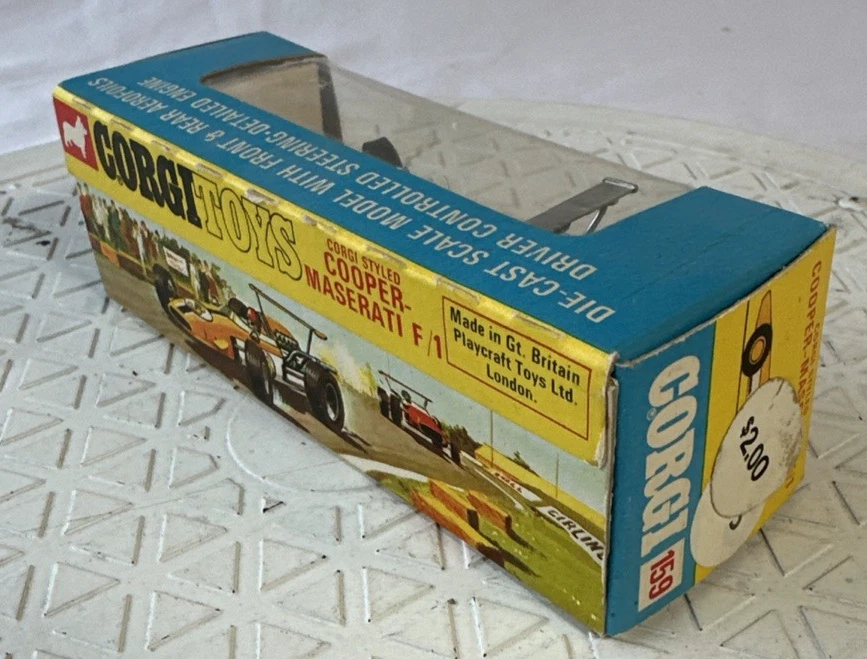 DIE-CAST SCALE MODEL WITH FRONT & REAR AEROFOILS
DRIVER CONTROLLED STEERING-DETAILED ENGINE
CORGI TOYS
CORGI STYLED
COOPER-
MASERATI F/1
Made in Gt. Britain
Playcraft Toys Ltd.
London.
GIRLING
CORGI
159
COOPER-MAS
$2.00